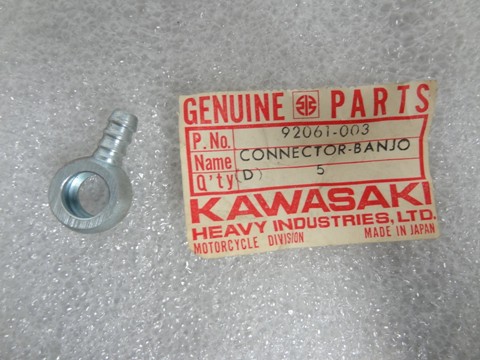 GENUINE PARTS
P.No. 92061-003
Name CONNECTOR-BANJO
Q'ty (D) 5
KAWASAKI
HEAVY INDUSTRIES, LTD.
MOTORCYCLE DIVISION MADE IN JAPAN